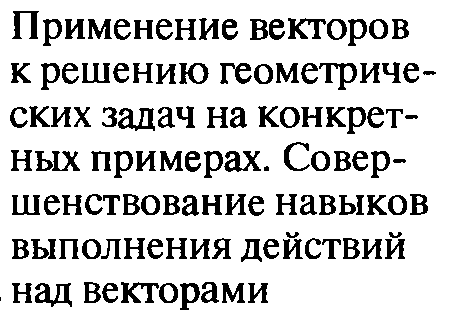 Применение векторов
к решению геометриче-
ских задач на конкрет-
ных примерах. Совер-
шенствование навыков
выполнения действий
над векторами